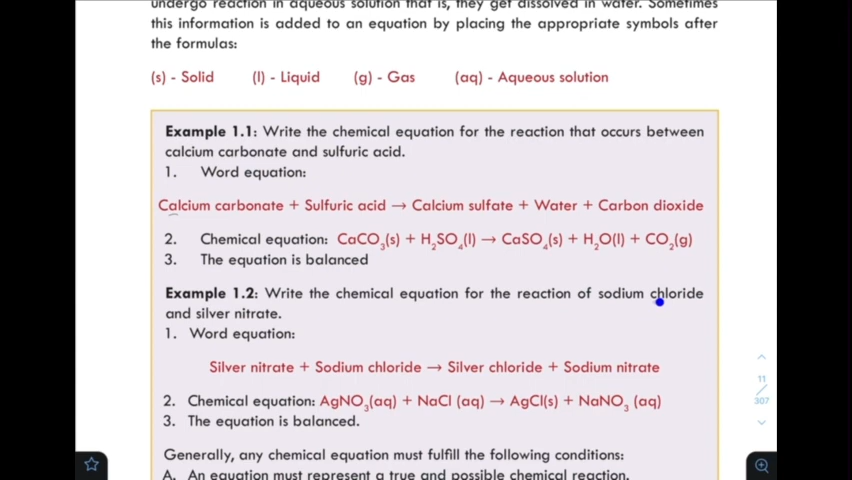 undergo reaction in aqueous solution that is, they get dissolved in water. Sometimes
this information is added to an equation by placing the appropriate symbols after
the formulas:
(s) - Solid (l) - Liquid (g) - Gas (aq) - Aqueous solution
Example 1.1: Write the chemical equation for the reaction that occurs between
calcium carbonate and sulfuric acid.
1. Word equation:
Calcium carbonate + Sulfuric acid → Calcium sulfate + Water + Carbon dioxide
2. Chemical equation: CaCO₃(s) + H₂SO₄(l) → CaSO₄(s) + H₂O(l) + CO₂(g)
3. The equation is balanced
Example 1.2: Write the chemical equation for the reaction of sodium chloride
and silver nitrate.
1. Word equation:
Silver nitrate + Sodium chloride → Silver chloride + Sodium nitrate
2. Chemical equation: AgNO₃(aq) + NaCl (aq) → AgCl(s) + NaNO₃ (aq)
3. The equation is balanced.
Generally, any chemical equation must fulfill the following conditions:
A. An equation must represent a true and possible chemical reaction.
11
/
307